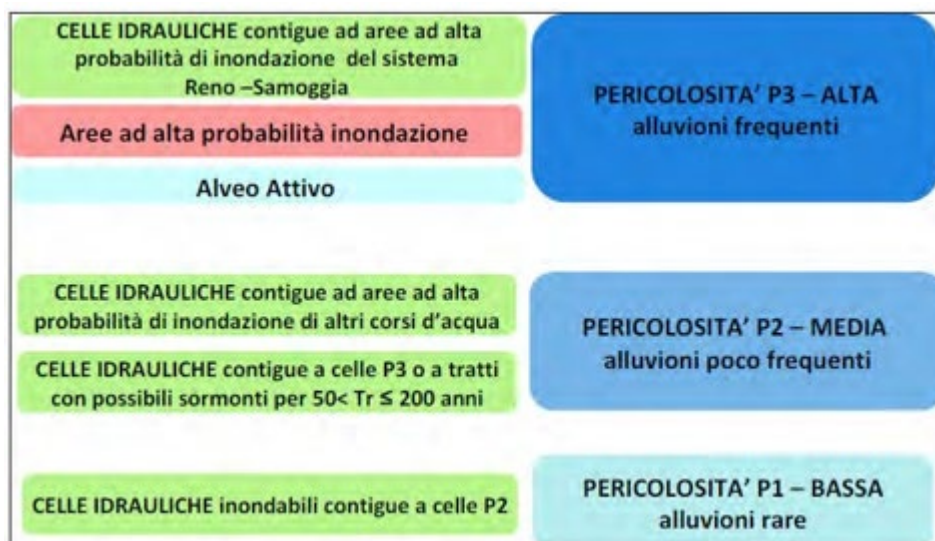 CELLE IDRAULICHE contigue ad aree ad alta
probabilità di inondazione del sistema
Reno –Samoggia
Aree ad alta probabilità inondazione
Alveo Attivo
PERICOLOSITA' P3 – ALTA
alluvioni frequenti
CELLE IDRAULICHE contigue ad aree ad alta
probabilità di inondazione di altri corsi d'acqua
CELLE IDRAULICHE contigue a celle P3 o a tratti
con possibili sormonti per 50< Tr ≤ 200 anni
PERICOLOSITA' P2 – MEDIA
alluvioni poco frequenti
CELLE IDRAULICHE inondabili contigue a celle P2
PERICOLOSITA' P1 – BASSA
alluvioni rare